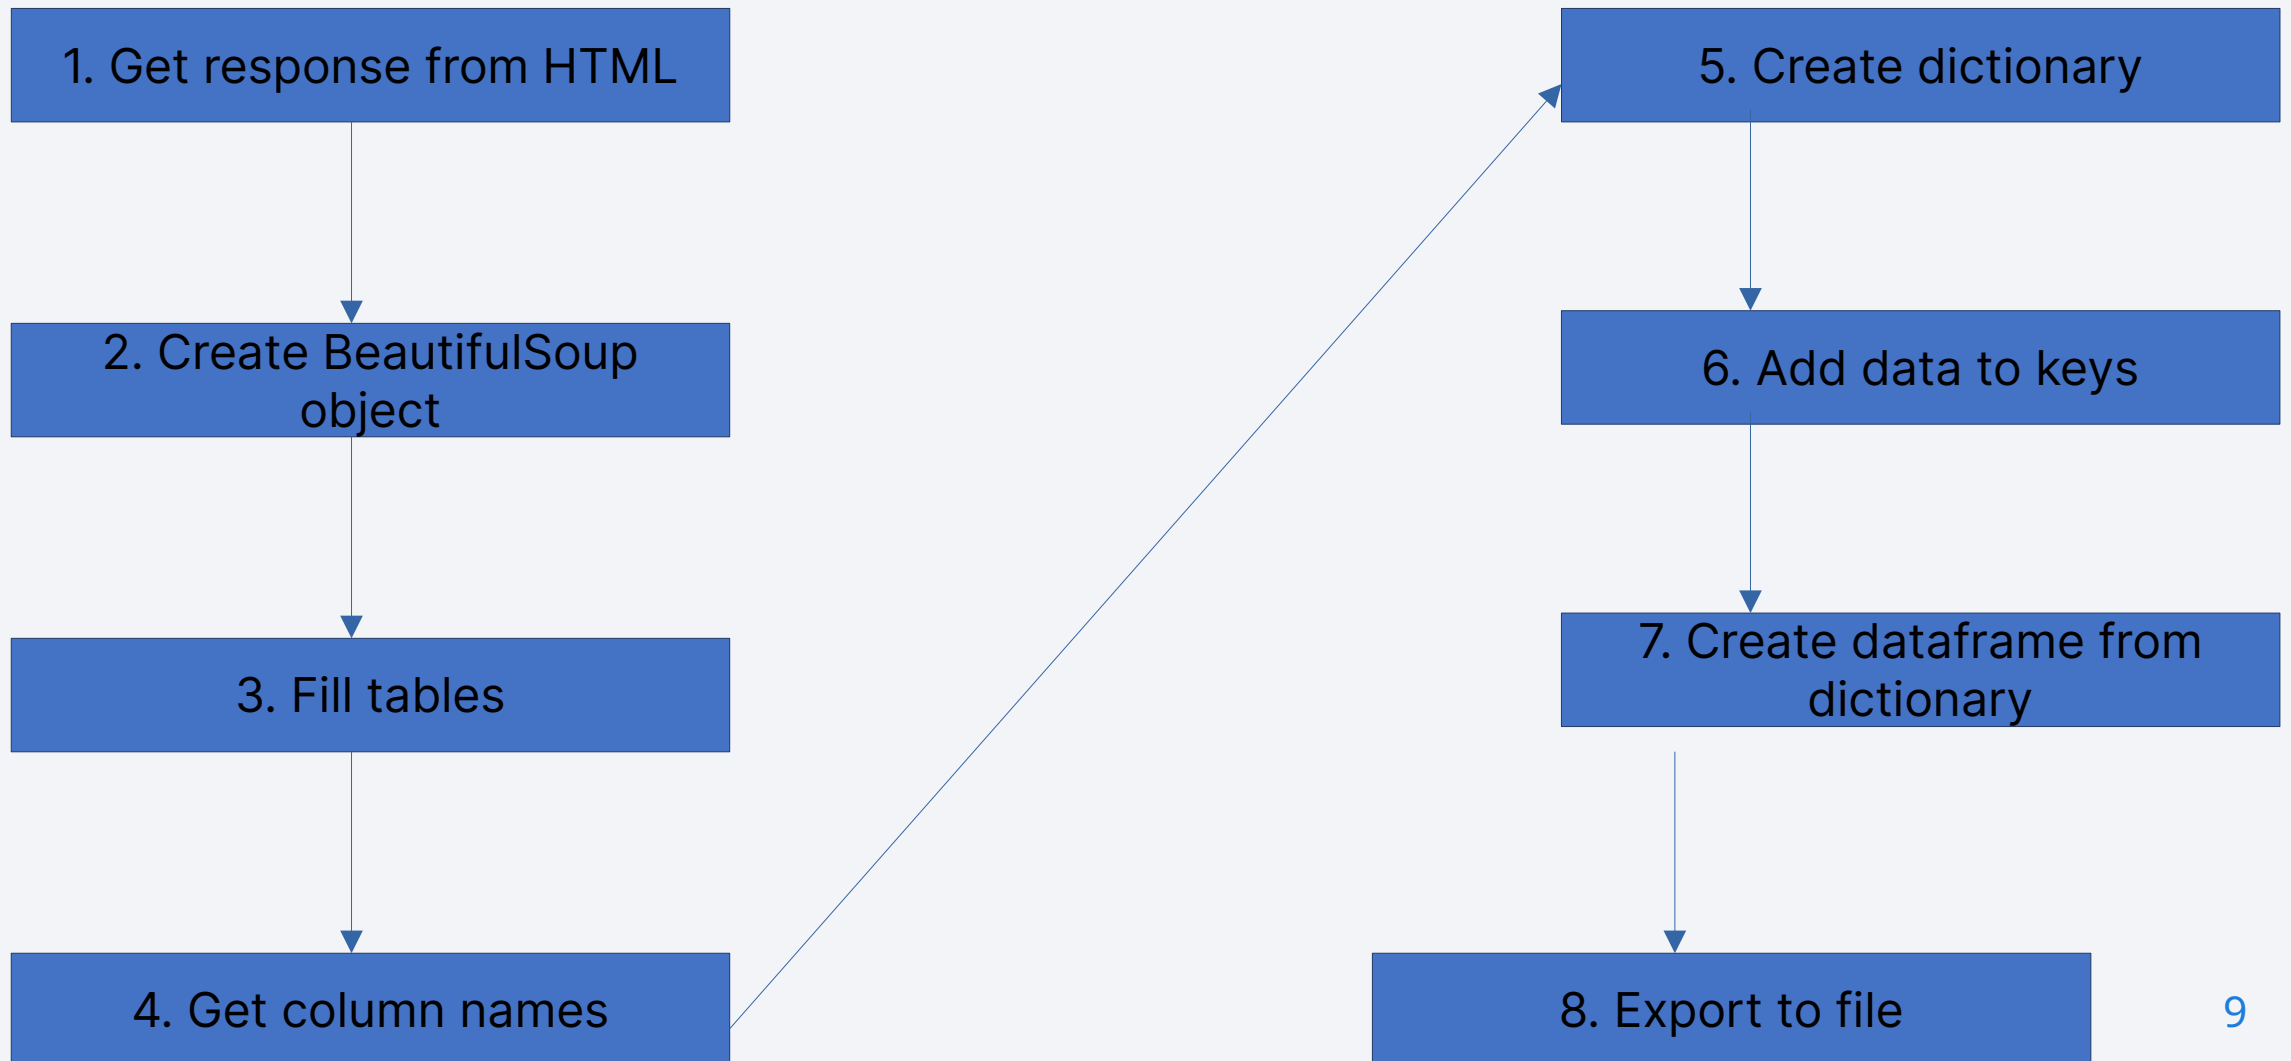 1. Get response from HTML
2. Create BeautifulSoup
object
3. Fill tables
4. Get column names
5. Create dictionary
6. Add data to keys
7. Create dataframe from
dictionary
8. Export to file
9